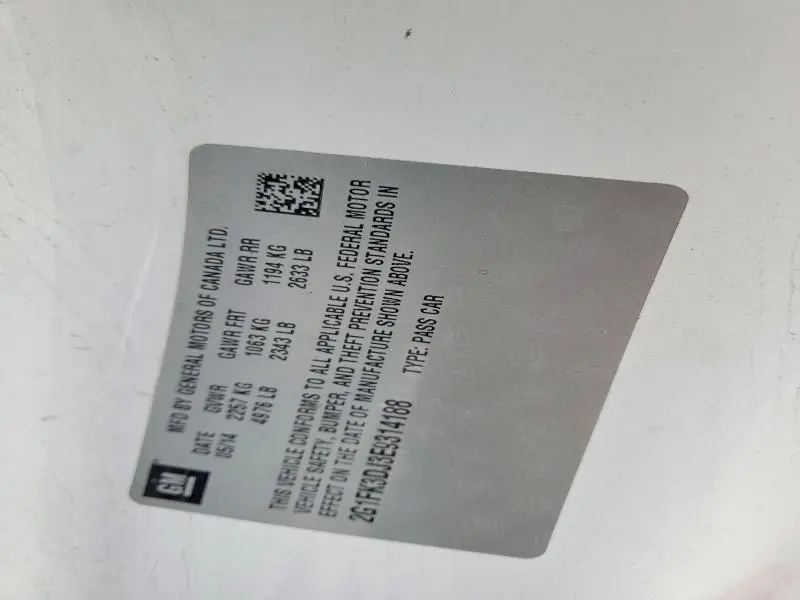 GM
MFD BY GENERAL MOTORS OF CANADA LTD.
DATE GVWR GAWR FRT GAWR RR
05/14 2257 KG 1063 KG 1194 KG
4976 LB 2343 LB 2633 LB
THIS VEHICLE CONFORMS TO ALL APPLICABLE U.S. FEDERAL MOTOR
VEHICLE SAFETY, BUMPER, AND THEFT PREVENTION STANDARDS IN
EFFECT ON THE DATE OF MANUFACTURE SHOWN ABOVE.
2G1FK3DJ3E9314188 TYPE: PASS CAR